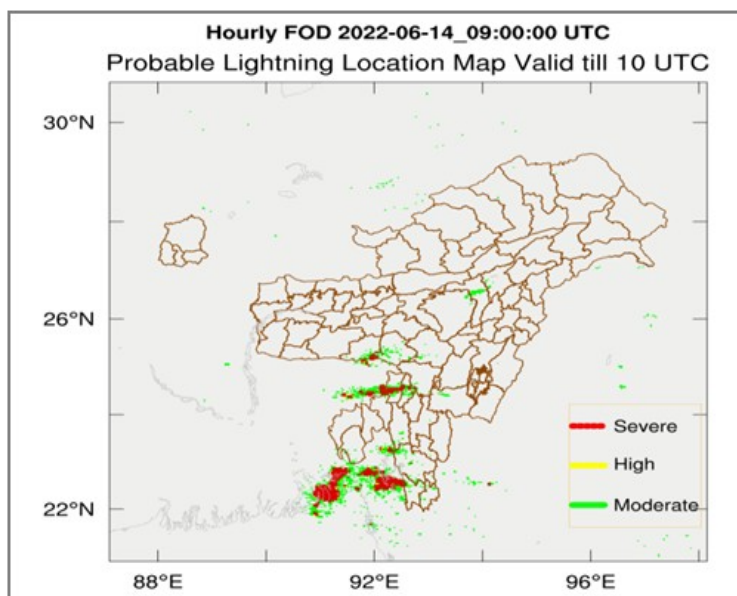 Hourly FOD 2022-06-14_09:00:00 UTC
Probable Lightning Location Map Valid till 10 UTC
30°N
26°N
Severe
High
Moderate
22°N
88°E
92°E
96°E